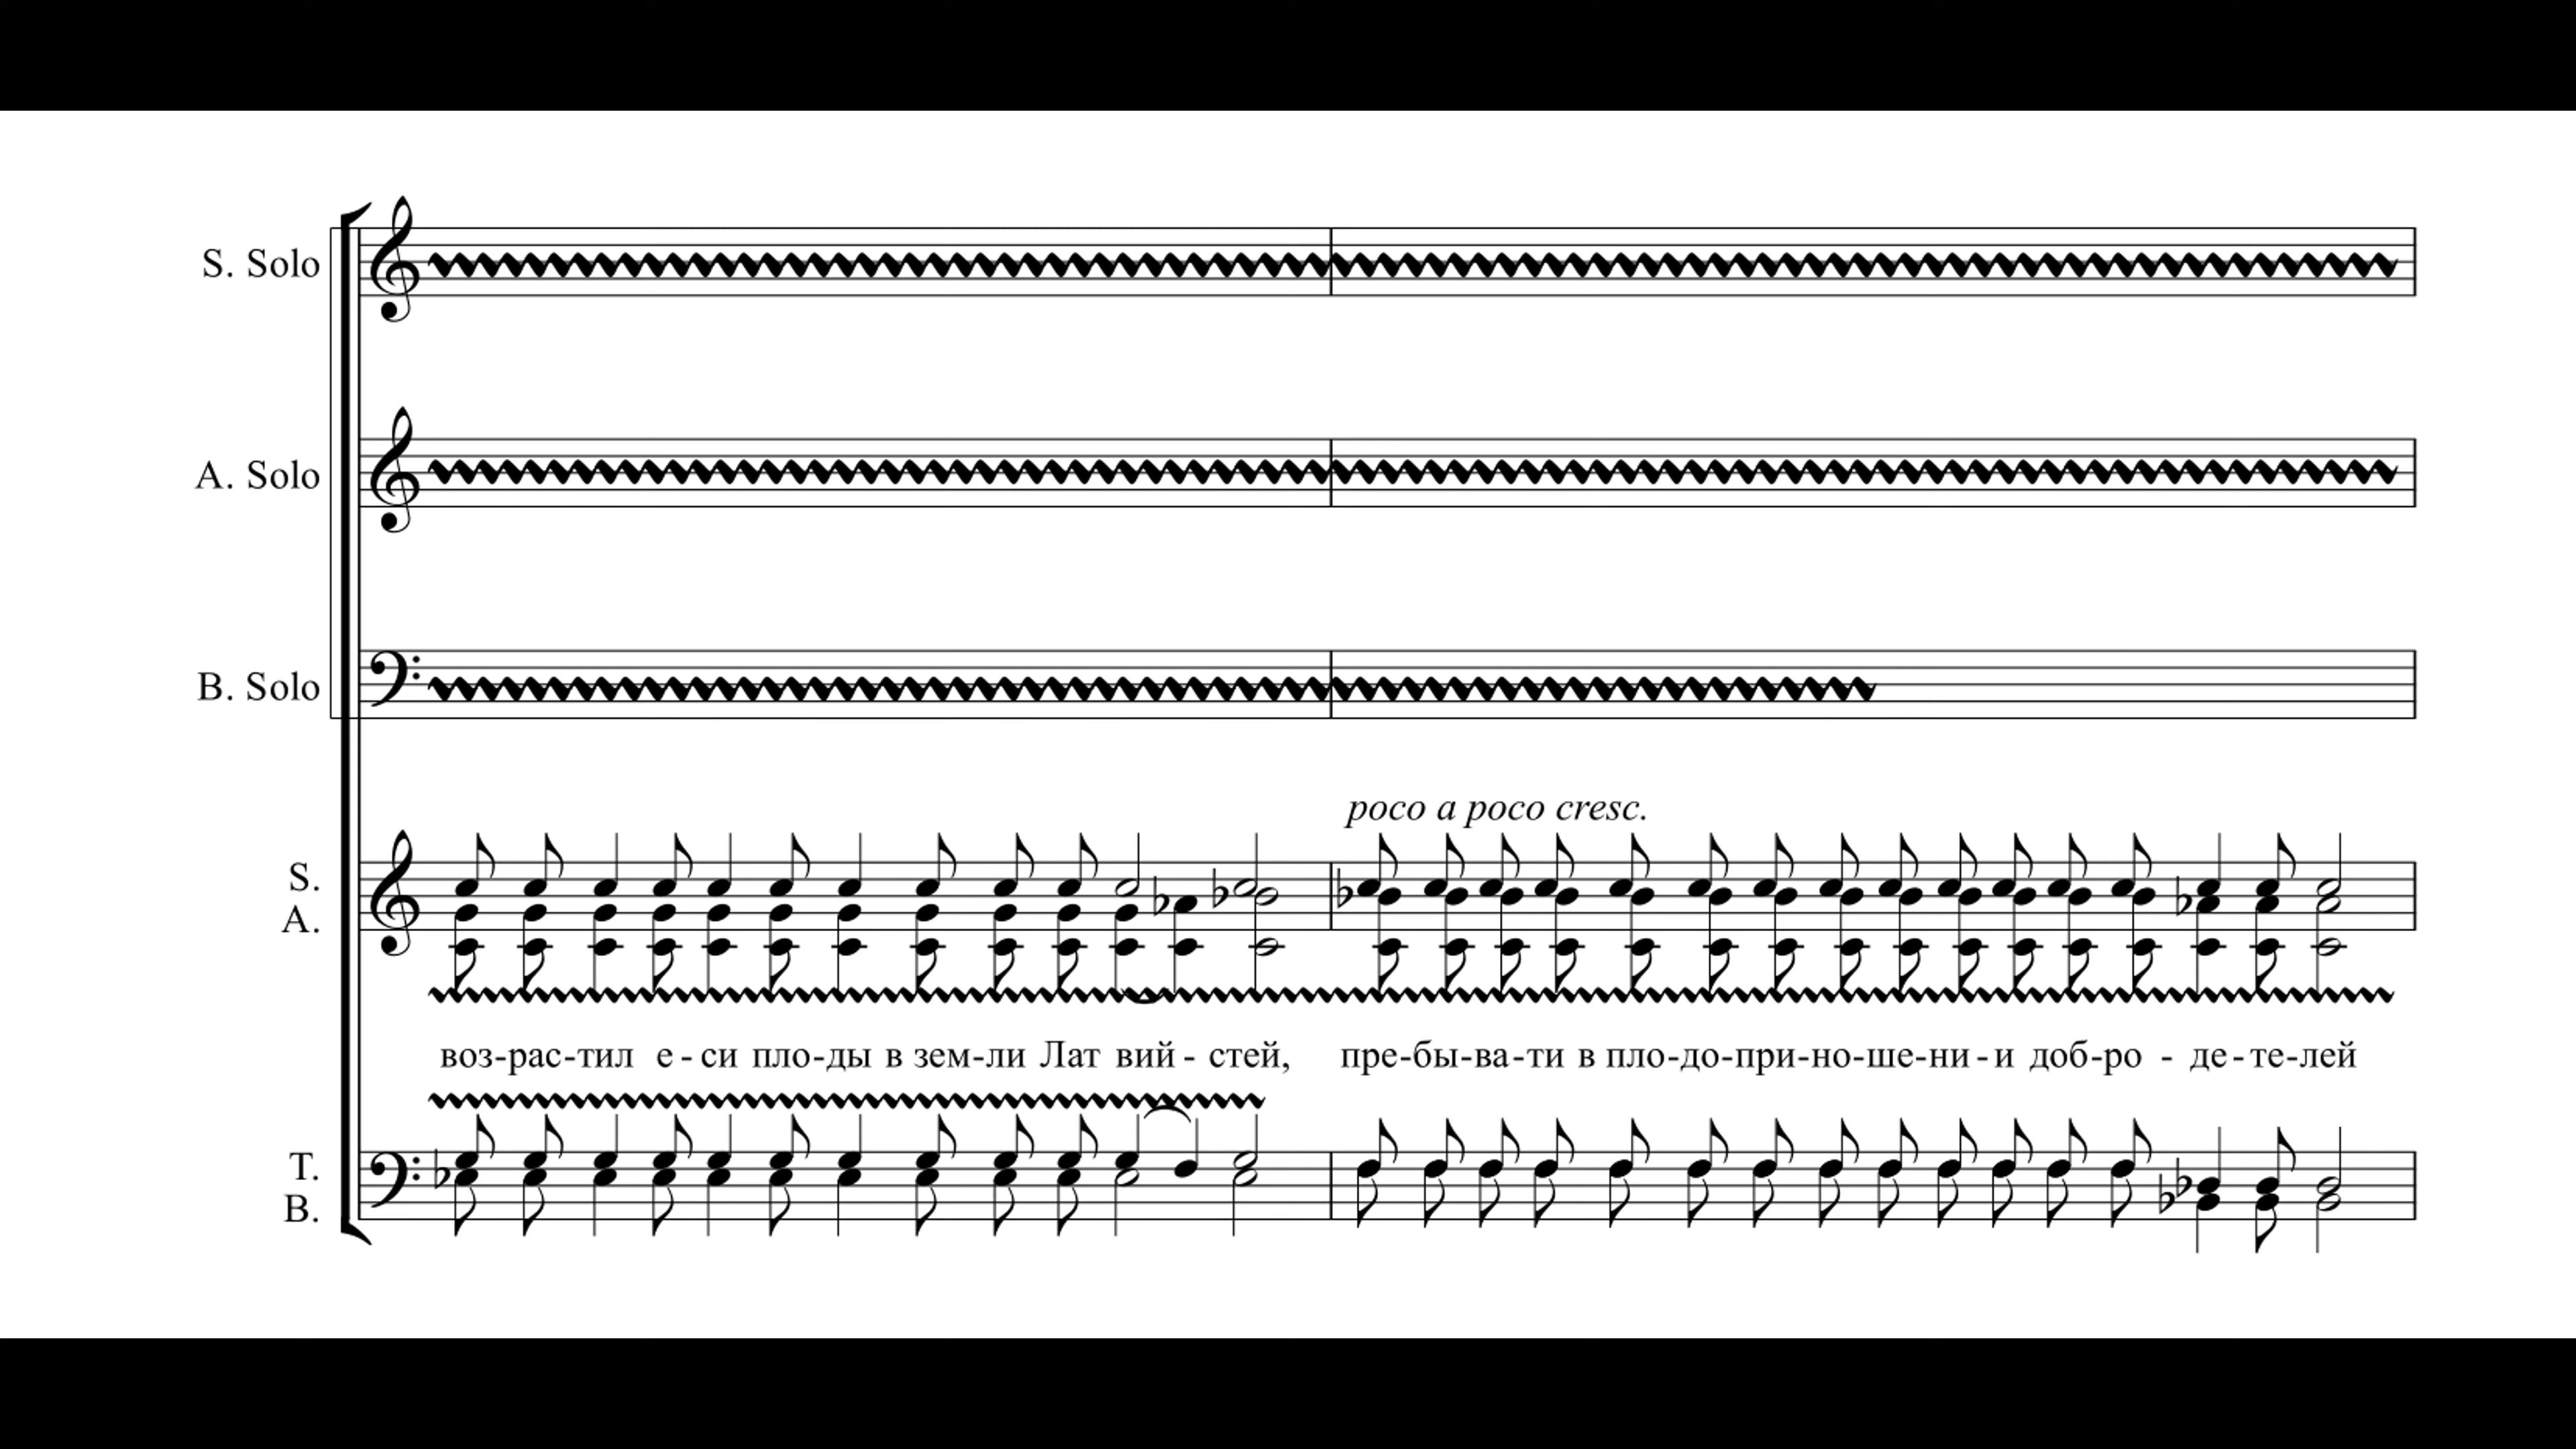 S. Solo
A. Solo
B. Solo
poco a poco cresc.
S.
A.
воз-рас-тил е-си пло-ды в зем-ли Лат вий-стей, пре-бы-ва-ти в пло-до-при-но-ше-ни-и доб-ро-де-те-лей
T.
B.